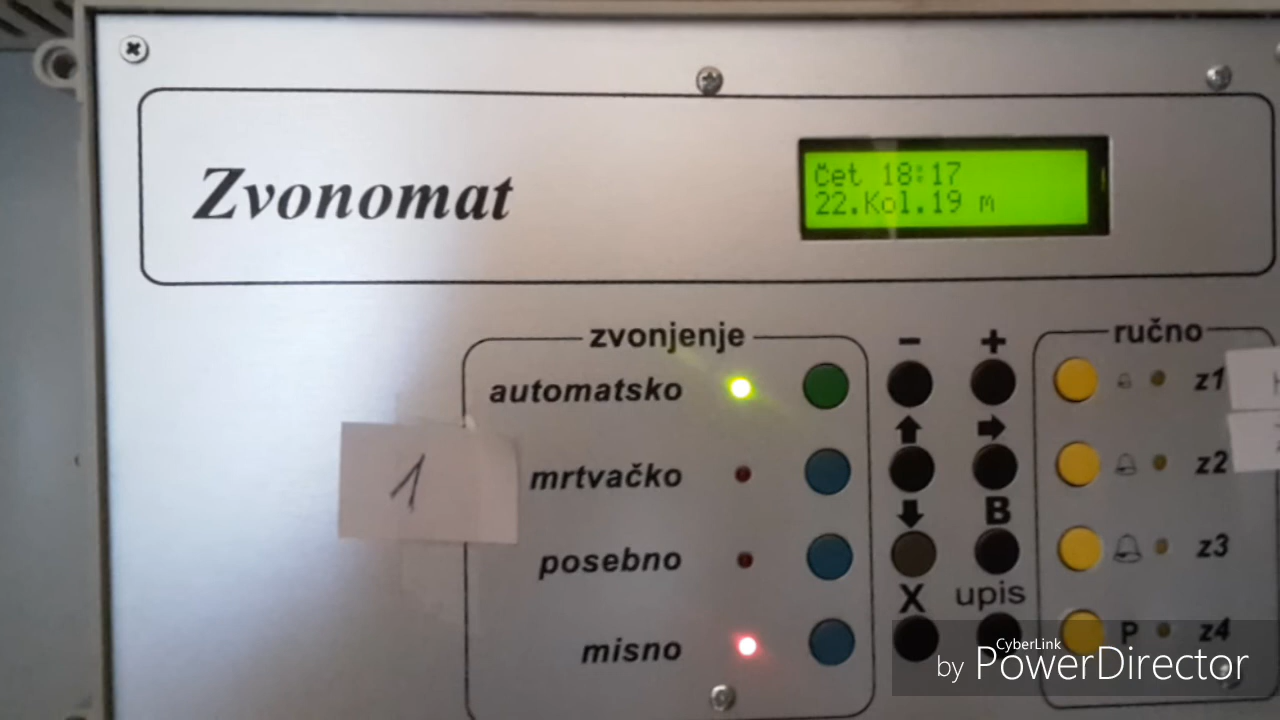 Zvonomat
Čet 18:17
22.Kol.19 m
zvonjenje
automatsko
mrtvačko
posebno
misno
1
- +
B
X upis
ručno
z1
z2
z3
P z4
CyberLink
by PowerDirector